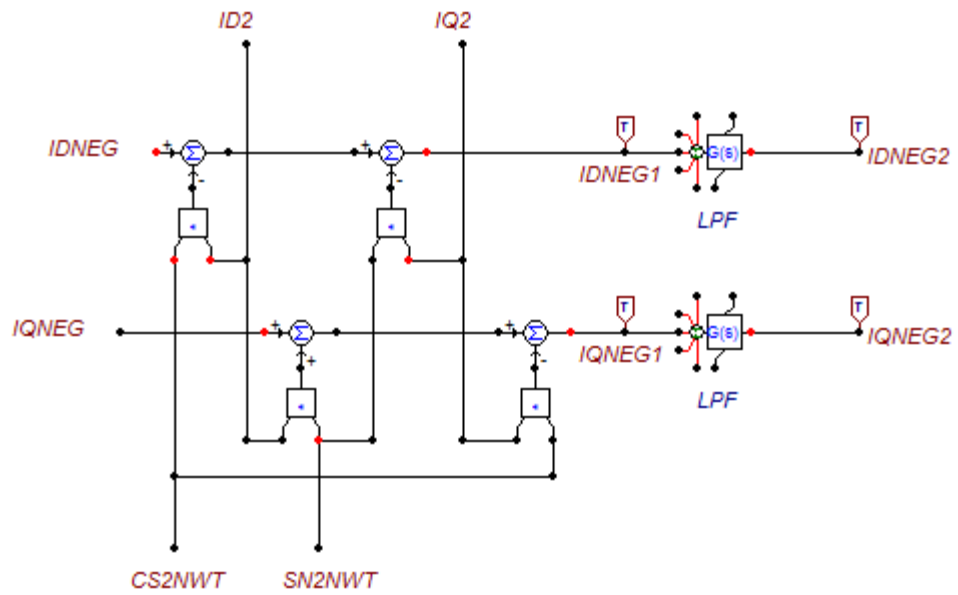 ID2 IQ2
IDNEG + Σ + Σ T G(s) T
- - IDNEG1 IDNEG2
* * LPF
IQNEG + Σ + Σ T G(s) T
+ - IQNEG1 IQNEG2
* * LPF
CS2NWT SN2NWT